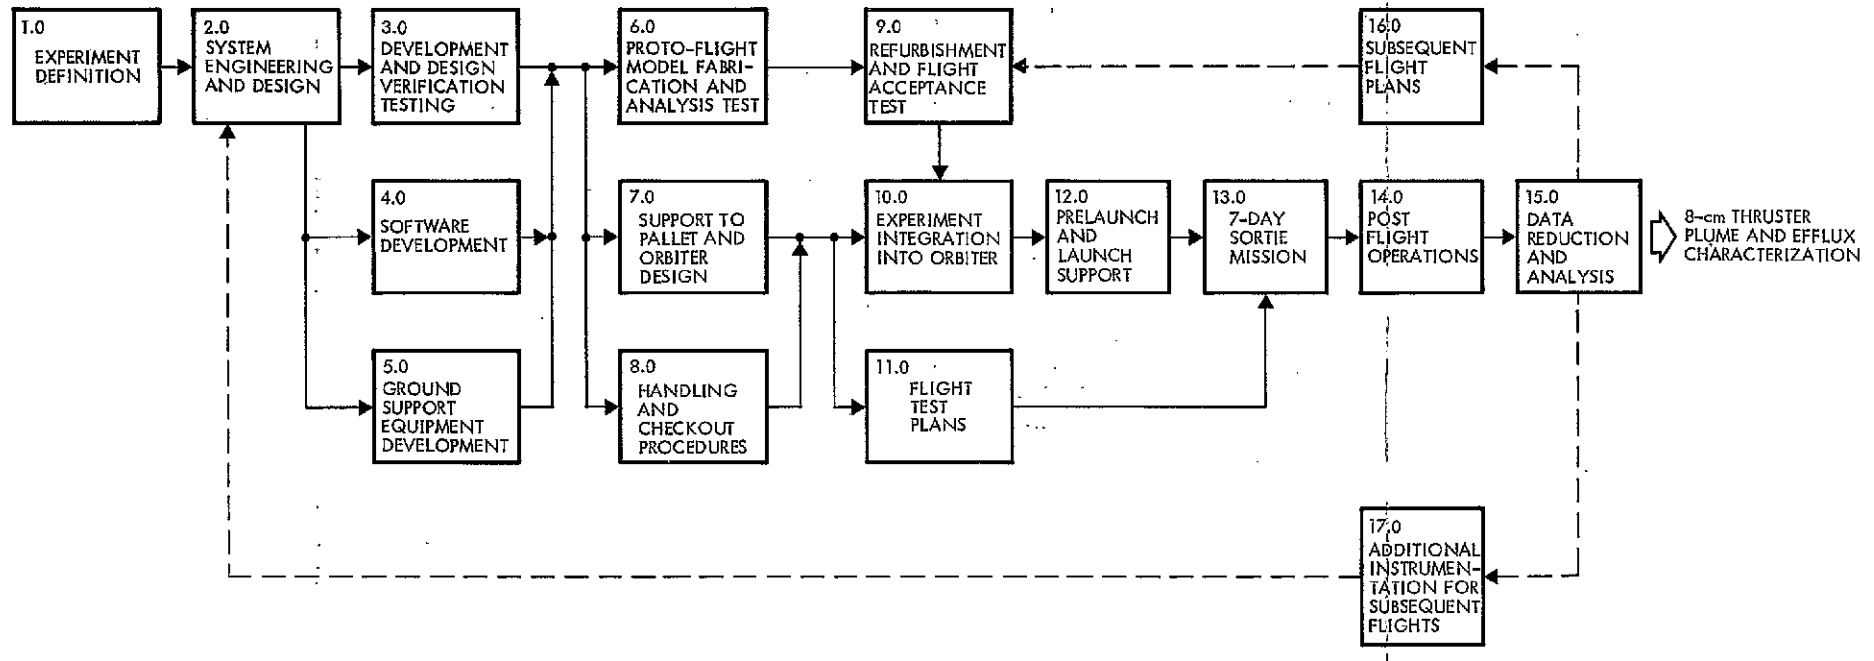 1.0
EXPERIMENT
DEFINITION
2.0
SYSTEM
ENGINEERING
AND DESIGN
3.0
DEVELOPMENT
AND DESIGN
VERIFICATION
TESTING
4.0
SOFTWARE
DEVELOPMENT
5.0
GROUND
SUPPORT
EQUIPMENT
DEVELOPMENT
6.0
PROTO-FLIGHT
MODEL FABRI-
CATION AND
ANALYSIS TEST
7.0
SUPPORT TO
PALLET AND
ORBITER
DESIGN
8.0
HANDLING
AND
CHECKOUT
PROCEDURES
9.0
REFURBISHMENT
AND FLIGHT
ACCEPTANCE
TEST
10.0
EXPERIMENT
INTEGRATION
INTO ORBITER
11.0
FLIGHT
TEST
PLANS
12.0
PRELAUNCH
AND
LAUNCH
SUPPORT
13.0
7-DAY
SORTIE
MISSION
14.0
POST
FLIGHT
OPERATIONS
15.0
DATA
REDUCTION
AND
ANALYSIS
8-cm THRUSTER
PLUME AND EFFLUX
CHARACTERIZATION
16.0
SUBSEQUENT
FLIGHT
PLANS
17.0
ADDITIONAL
INSTRUMEN-
TATION FOR
SUBSEQUENT
FLIGHTS